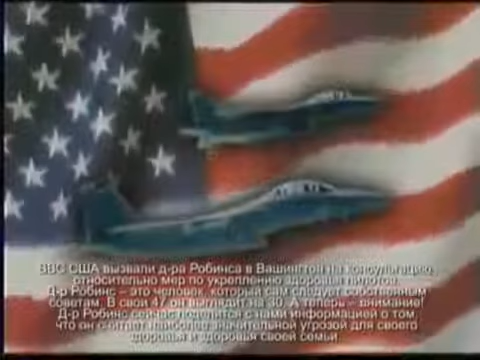 ВВС США вызвали д-ра Робинса в Вашингтон на консультацию
относительно мер по укреплению здоровья пилотов.
Д-р Робинс – это человек, который сам следует собственным
советам. В свои 47 он выглядит на 30. А теперь – внимание!
Д-р Робинс сейчас поделится с нами информацией о том,
что он считает наиболее значительной угрозой для своего
здоровья и здоровья своей семьи.